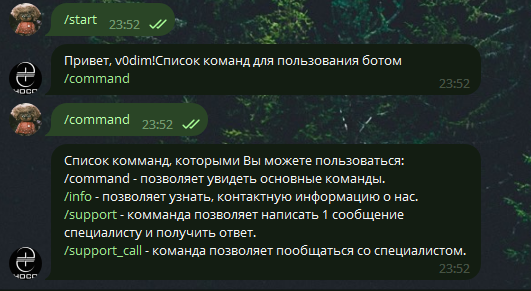 /start 23:52
Привет, v0dim!Список команд для пользования ботом
/command 23:52
/command 23:52
Список комманд, которыми Вы можете пользоваться:
/command - позволяет увидеть основные команды.
/info - позволяет узнать, контактную информацию о нас.
/support - комманда позволяет написать 1 сообщение
специалисту и получить ответ.
/support_call - команда позволяет пообщаться со специалистом.
23:52
HOCO
HOCO